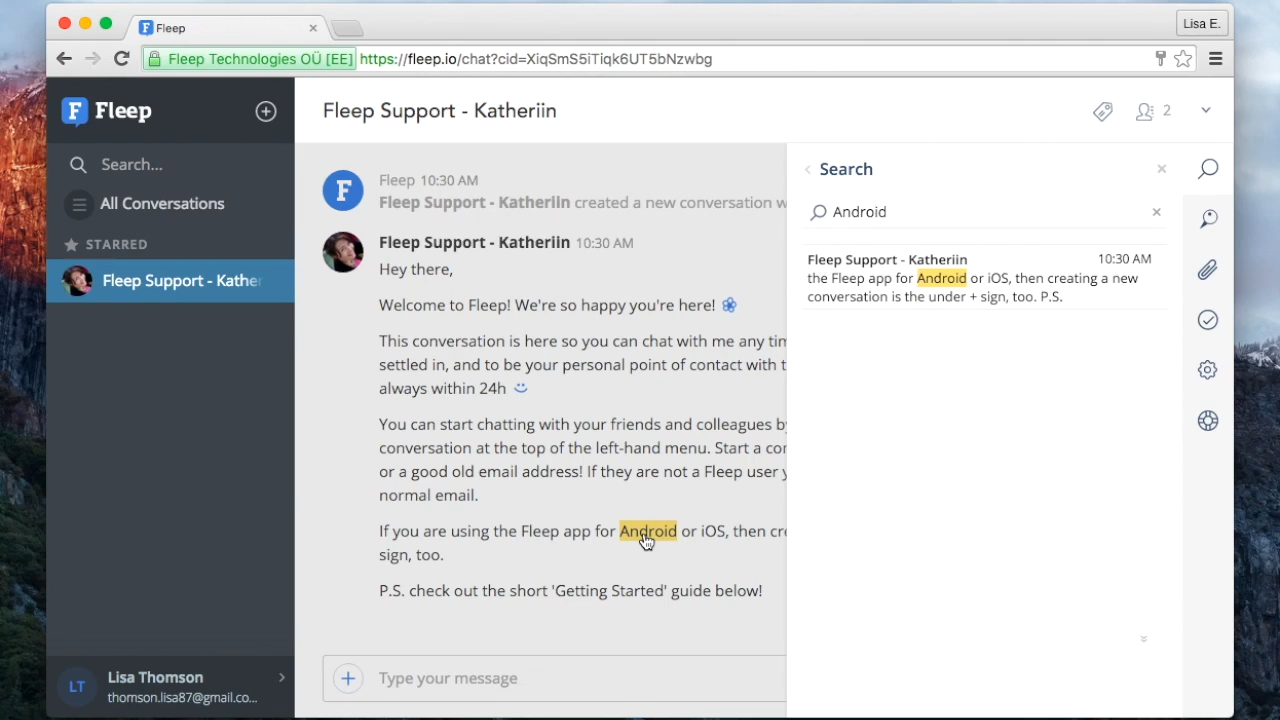 Fleep
Lisa E.
Fleep Technologies OÜ [EE] https://fleep.io/chat?cid=XiqSmS5iTiqk6UT5bNzwbg
F Fleep
Search...
All Conversations
STARRED
Fleep Support - Kather
LT
Lisa Thomson
thomson.lisa87@gmail.co...
Fleep Support - Katheriin
2
F
Fleep 10:30 AM
Fleep Support - Katheriin created a new conversation w
Fleep Support - Katheriin 10:30 AM
Hey there,
Welcome to Fleep! We're so happy you're here!
This conversation is here so you can chat with me any tim
settled in, and to be your personal point of contact with t
always within 24h
You can start chatting with your friends and colleagues by
conversation at the top of the left-hand menu. Start a con
or a good old email address! If they are not a Fleep user y
normal email.
If you are using the Fleep app for Android or iOS, then cre
sign, too.
P.S. check out the short 'Getting Started' guide below!
Type your message
Search
Android
Fleep Support - Katheriin 10:30 AM
the Fleep app for Android or iOS, then creating a new
conversation is the under + sign, too. P.S.